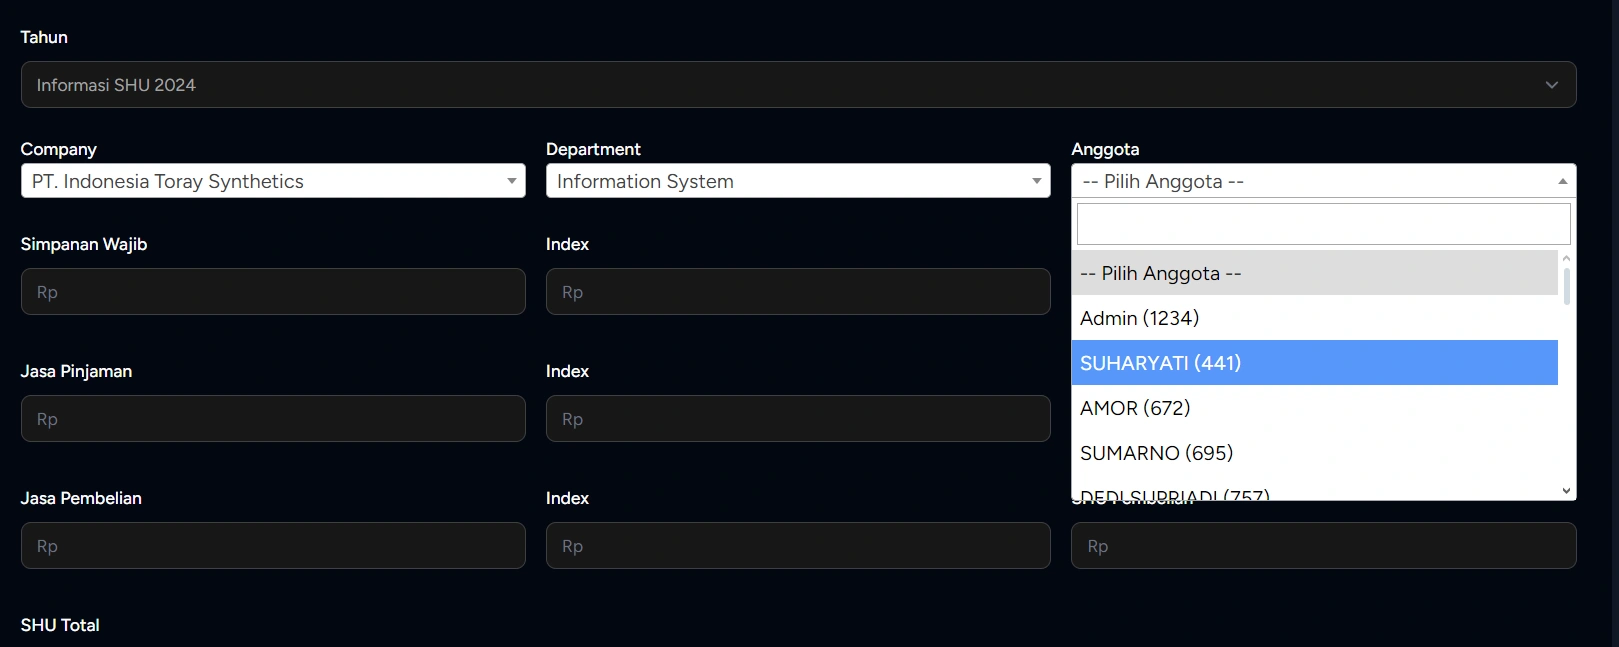 Tahun
Informasi SHU 2024
Company
Department
Anggota
PT. Indonesia Toray Synthetics
Information System
-- Pilih Anggota --
-- Pilih Anggota --
Admin (1234)
SUHARYATI (441)
AMOR (672)
SUMARNO (695)
DEDI SUPRIADI (757)
Simpanan Wajib
Index
Rp
Rp
Jasa Pinjaman
Index
Rp
Rp
Jasa Pembelian
Index
Rp
Rp
Rp
SHU Total